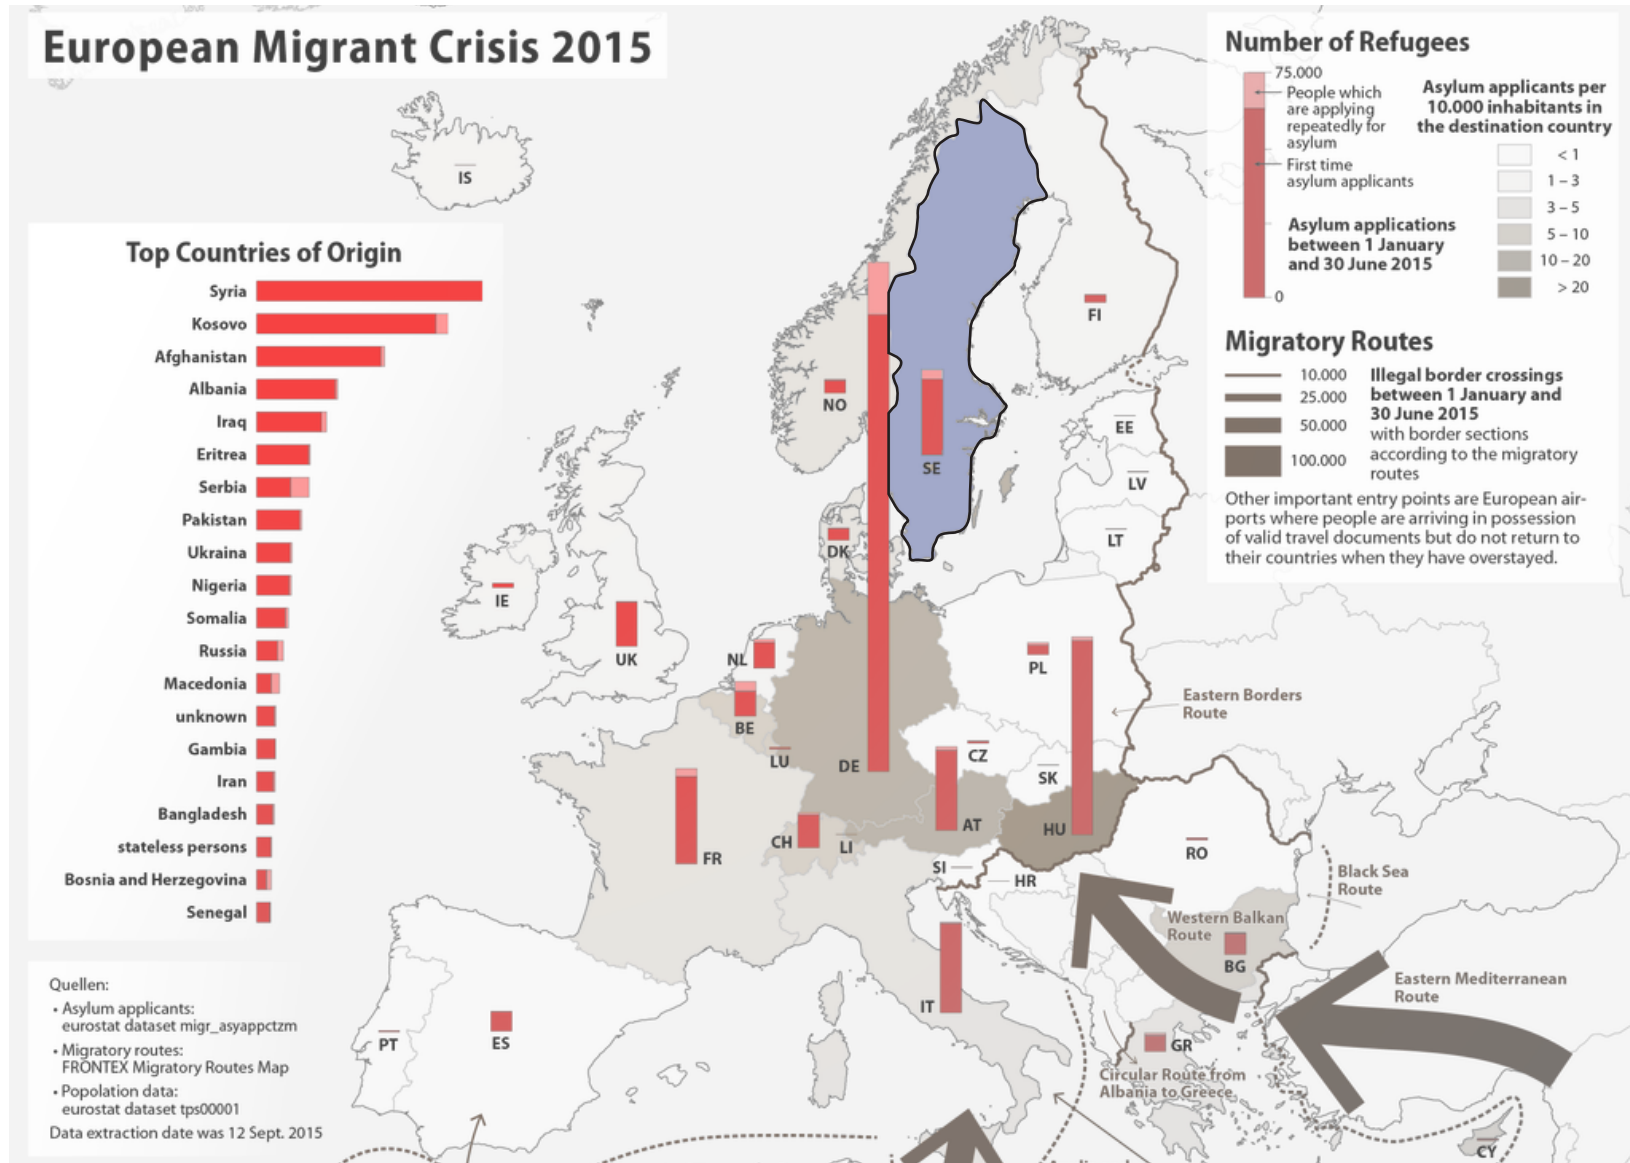 European Migrant Crisis 2015
IS
Top Countries of Origin
Syria
Kosovo
Afghanistan
Albania
Iraq
Eritrea
Serbia
Pakistan
Ukraina
Nigeria
Somalia
Russia
Macedonia
unknown
Gambia
Iran
Bangladesh
stateless persons
Bosnia and Herzegovina
Senegal
Quellen:
• Asylum applicants:
eurostat dataset migr_asyappctzm
• Migratory routes:
FRONTEX Migratory Routes Map
• Popolation data:
eurostat dataset tps00001
Data extraction date was 12 Sept. 2015
Number of Refugees
75.000
People which
are applying
repeatedly for
asylum
First time
asylum applicants
Asylum applications
between 1 January
and 30 June 2015
0
Asylum applicants per
10.000 inhabitants in
the destination country
< 1
1 – 3
3 – 5
5 – 10
10 – 20
> 20
Migratory Routes
10.000
25.000
50.000
100.000
Illegal border crossings
between 1 January and
30 June 2015
with border sections
according to the migratory
routes
Other important entry points are European air-
ports where people are arriving in possession
of valid travel documents but do not return to
their countries when they have overstayed.
FI
NO
EE
SE
LV
LT
DK
IE
UK
NL
PL
BE
LU
DE
CZ
SK
FR
CH
LI
AT
HU
SI
HR
RO
BG
IT
PT
ES
GR
CY
Eastern Borders
Route
Black Sea
Route
Western Balkan
Route
Eastern Mediterranean
Route
Circular Route from
Albania to Greece